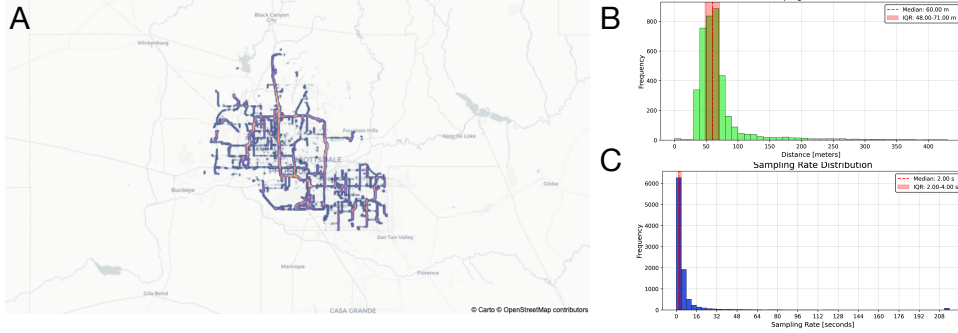 A
Black Canyon
City
Wickenburg
Fountain Hills
Apache Lake
SCOTTSDALE
Buckeye
Globe
San Tan Valley
Maricopa
Florence
Gila Bend
CASA GRANDE
© Carto © OpenStreetMap contributors
B
Median: 60.00 m
IQR: 48.00-71.00 m
Frequency
800
600
400
200
0
0 50 100 150 200 250 300 350 400
Distance [meters]
C
Sampling Rate Distribution
Median: 2.00 s
IQR: 2.00-4.00 s
Frequency
6000
5000
4000
3000
2000
1000
0
0 16 32 48 64 80 96 112 128 144 160 176 192 208
Sampling Rate [seconds]